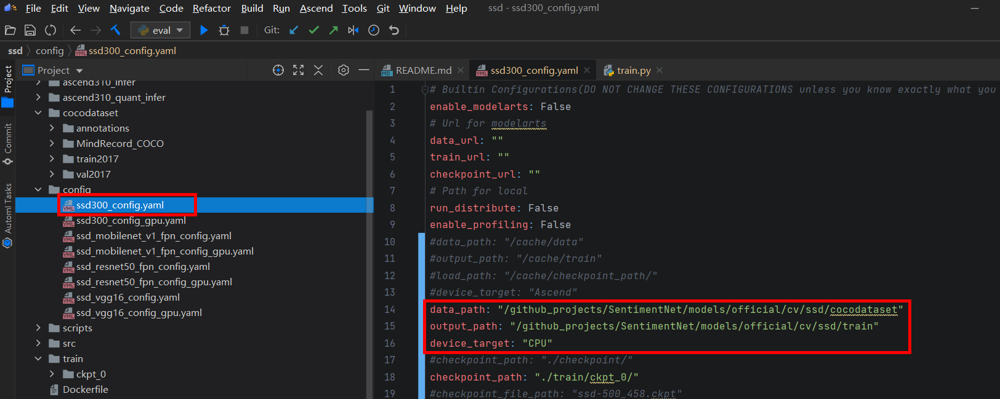 File Edit View Navigate Code Refactor Build Run Ascend Tools Git Window Help ssd - ssd300_config.yaml
eval Git:
ssd config ssd300_config.yaml
Project
Commit
Automl Tasks
Project
ascend310_infer
ascend310_quant_infer
cocodataset
annotations
MindRecord_COCO
train2017
val2017
config
ssd300_config.yaml
ssd300_config_gpu.yaml
ssd_mobilenet_v1_fpn_config.yaml
ssd_mobilenet_v1_fpn_config_gpu.yaml
ssd_resnet50_fpn_config.yaml
ssd_resnet50_fpn_config_gpu.yaml
ssd_vgg16_config.yaml
ssd_vgg16_config_gpu.yaml
scripts
src
train
ckpt_0
Dockerfile
README.md ssd300_config.yaml train.py
1 # Builtin Configurations(DO NOT CHANGE THESE CONFIGURATIONS unless you know exactly what you
2 enable_modelarts: False
3 # Url for modelarts
4 data_url: ""
5 train_url: ""
6 checkpoint_url: ""
7 # Path for local
8 run_distribute: False
9 enable_profiling: False
10 #data_path: "/cache/data"
11 #output_path: "/cache/train"
12 #load_path: "/cache/checkpoint_path/"
13 #device_target: "Ascend"
14 data_path: "/github_projects/SentimentNet/models/official/cv/ssd/cocodataset"
15 output_path: "/github_projects/SentimentNet/models/official/cv/ssd/train"
16 device_target: "CPU"
17 #checkpoint_path: "./checkpoint/"
18 checkpoint_path: "./train/ckpt_0/"
19 #checkpoint_file_path: "ssd-500_458.ckpt"